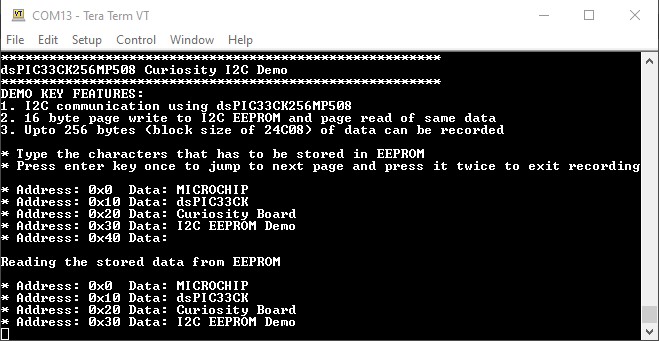 COM13 - Tera Term VT
File Edit Setup Control Window Help
*******************************************************
dsPIC33CK256MP508 Curiosity I2C Demo
*******************************************************
DEMO KEY FEATURES:
1. I2C communication using dsPIC33CK256MP508
2. 16 byte page write to I2C EEPROM and page read of same data
3. Upto 256 bytes (block size of 24C08) of data can be recorded
* Type the characters that has to be stored in EEPROM
* Press enter key once to jump to next page and press it twice to exit recording
* Address: 0x0  Data: MICROCHIP
* Address: 0x10 Data: dsPIC33CK
* Address: 0x20 Data: Curiosity Board
* Address: 0x30 Data: I2C EEPROM Demo
* Address: 0x40 Data:
Reading the stored data from EEPROM
* Address: 0x0  Data: MICROCHIP
* Address: 0x10 Data: dsPIC33CK
* Address: 0x20 Data: Curiosity Board
* Address: 0x30 Data: I2C EEPROM Demo